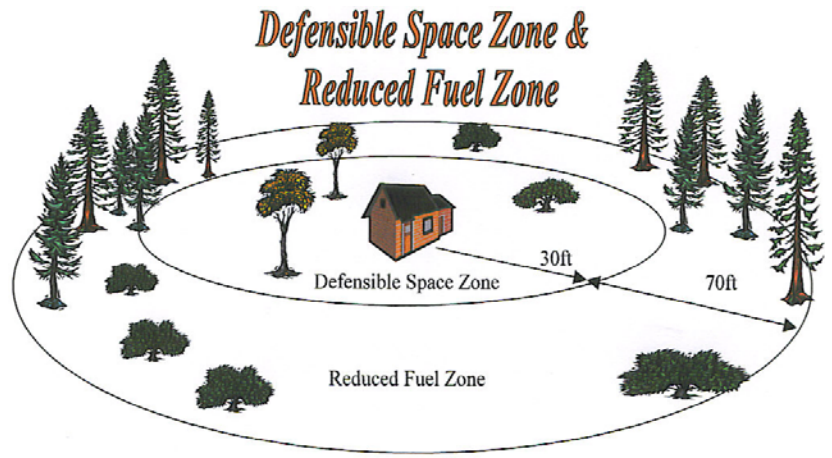 Defensible Space Zone &
Reduced Fuel Zone
30ft
70ft
Defensible Space Zone
Reduced Fuel Zone